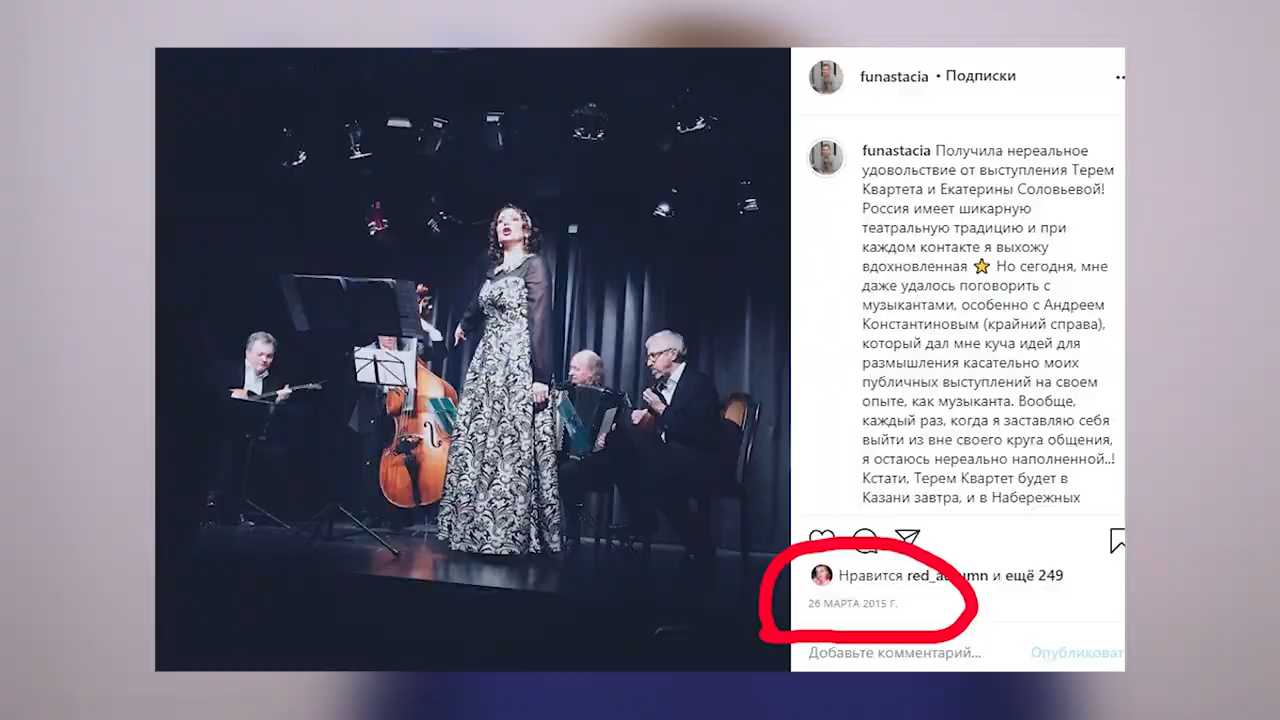 funastacia • Подписки
funastacia Получила нереальное
удовольствие от выступления Терем
Квартета и Екатерины Соловьевой!
Россия имеет шикарную
театральную традицию и при
каждом контакте я выхожу
вдохновленная ⭐ Но сегодня, мне
даже удалось поговорить с
музыкантами, особенно с Андреем
Константиновым (крайний справа),
который дал мне куча идей для
размышления касательно моих
публичных выступлений на своем
опыте, как музыканта. Вообще,
каждый раз, когда я заставляю себя
выйти из вне своего круга общения,
я остаюсь нереально наполненной..!
Кстати, Терем Квартет будет в
Казани завтра, и в Набережных
Нравится red_autumn и ещё 249
26 МАРТА 2015 Г.
Добавьте комментарий...
Опубликоват